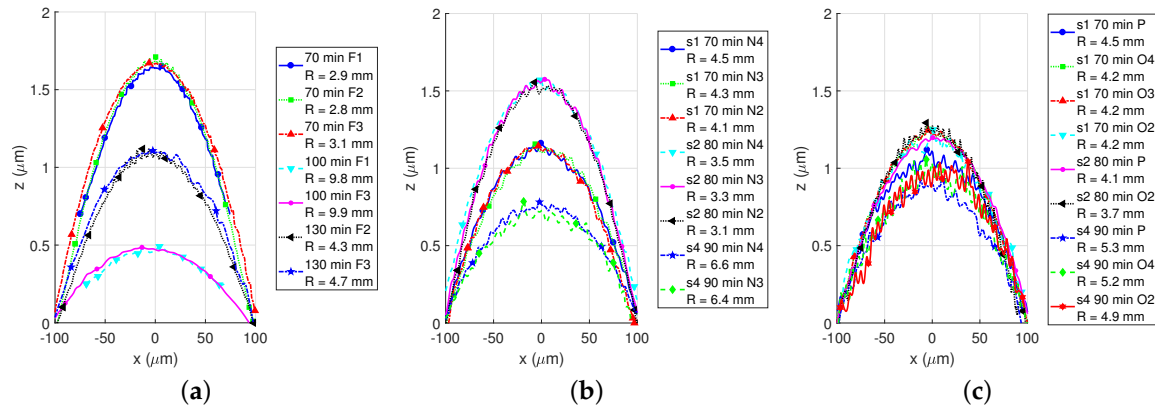 2
1.5
1
0.5
0
z (μm)
-100 -50 0 50 100
x (μm)
70 min F1
R = 2.9 mm
70 min F2
R = 2.8 mm
70 min F3
R = 3.1 mm
100 min F1
R = 9.8 mm
100 min F3
R = 9.9 mm
130 min F2
R = 4.3 mm
130 min F3
R = 4.7 mm
(a)
2
1.5
1
0.5
0
z (μm)
-100 -50 0 50 100
x (μm)
s1 70 min N4
R = 4.5 mm
s1 70 min N3
R = 4.3 mm
s1 70 min N2
R = 4.1 mm
s2 80 min N4
R = 3.5 mm
s2 80 min N3
R = 3.3 mm
s2 80 min N2
R = 3.1 mm
s4 90 min N4
R = 6.6 mm
s4 90 min N3
R = 6.4 mm
(b)
2
1.5
1
0.5
0
z (μm)
-100 -50 0 50 100
x (μm)
s1 70 min P
R = 4.5 mm
s1 70 min O4
R = 4.2 mm
s1 70 min O3
R = 4.2 mm
s1 70 min O2
R = 4.2 mm
s2 80 min P
R = 4.1 mm
s2 80 min O2
R = 3.7 mm
s4 90 min P
R = 5.3 mm
s4 90 min O4
R = 5.2 mm
s4 90 min O2
R = 4.9 mm
(c)